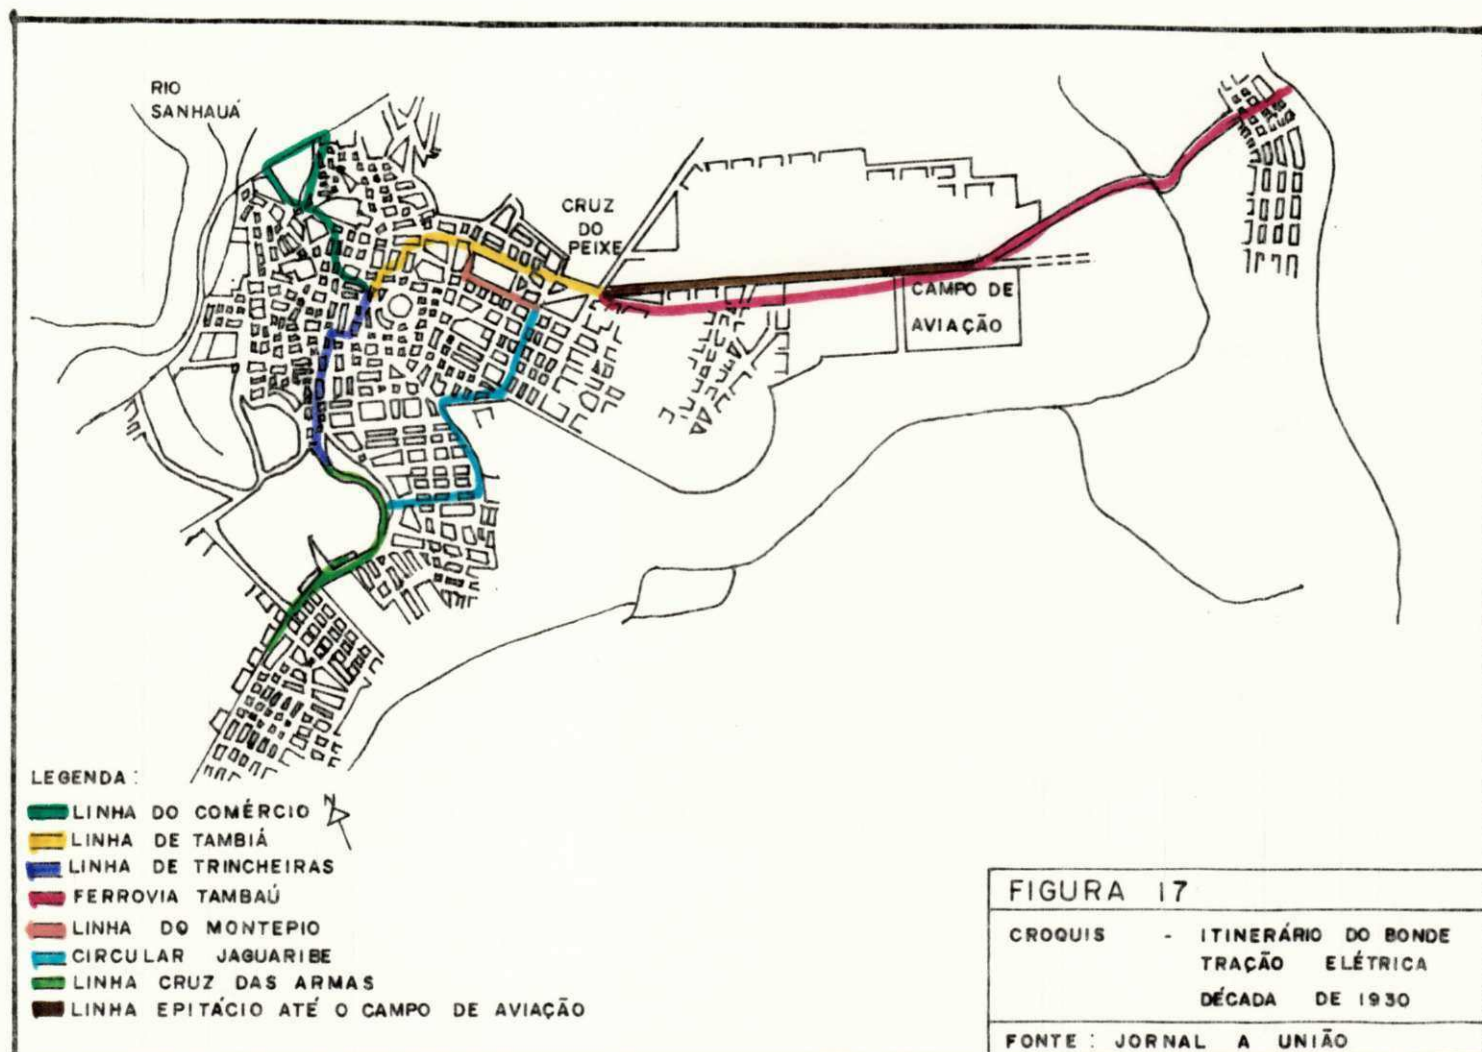 RIO
SANHAUÁ
CRUZ
DO
PEIXE
CAMPO DE
AVIAÇÃO
LEGENDA :
LINHA DO COMÉRCIO
LINHA DE TAMBIÁ
LINHA DE TRINCHEIRAS
FERROVIA TAMBAÚ
LINHA DO MONTEPIO
CIRCULAR JAGUARIBE
LINHA CRUZ DAS ARMAS
LINHA EPITÁCIO ATÉ O CAMPO DE AVIAÇÃO
N
FIGURA 17
CROQUIS - ITINERÁRIO DO BONDE
TRAÇÃO ELÉTRICA
DÉCADA DE 1930
FONTE : JORNAL A UNIÃO